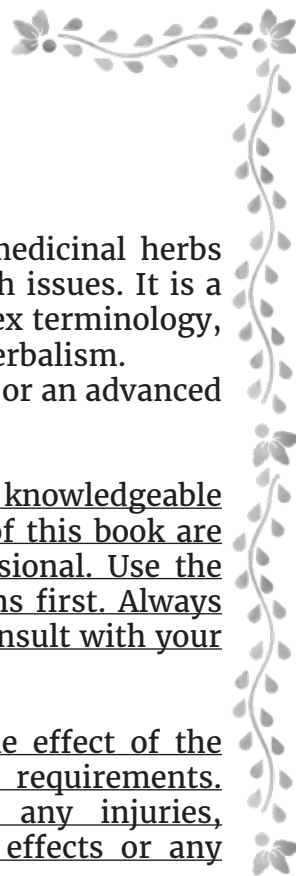 medicinal herbs
h issues. It is a
ex terminology,
erbalism.
or an advanced
knowledgeable
of this book are
sional. Use the
ns first. Always
nsult with your
e effect of the
requirements.
any injuries,
effects or any